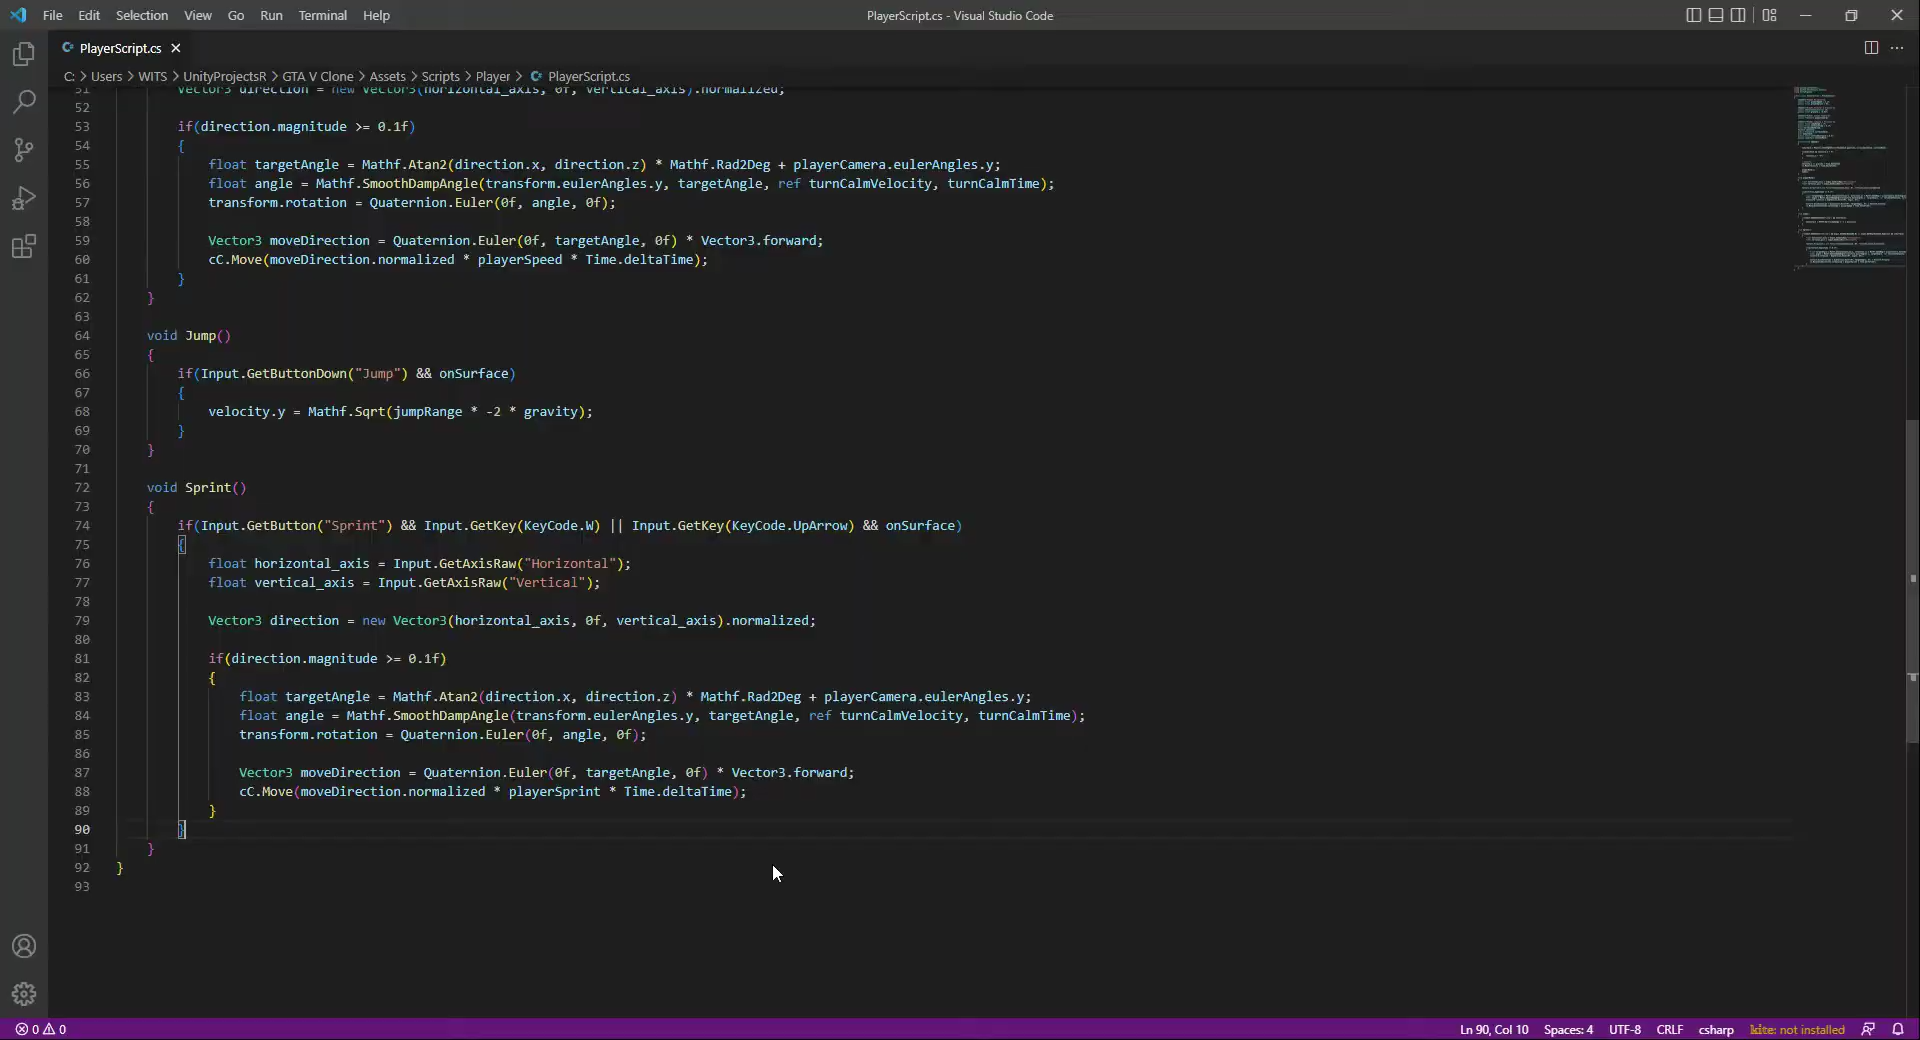 File Edit Selection View Go Run Terminal Help
PlayerScript.cs - Visual Studio Code
PlayerScript.cs
C: > Users > WITS > UnityProjectsR > GTA V Clone > Assets > Scripts > Player > PlayerScript.cs
51 Vector3 direction = new Vector3(horizontal_axis, 0f, vertical_axis).normalized;
52
53 if(direction.magnitude >= 0.1f)
54 {
55 float targetAngle = Mathf.Atan2(direction.x, direction.z) * Mathf.Rad2Deg + playerCamera.eulerAngles.y;
56 float angle = Mathf.SmoothDampAngle(transform.eulerAngles.y, targetAngle, ref turnCalmVelocity, turnCalmTime);
57 transform.rotation = Quaternion.Euler(0f, angle, 0f);
58
59 Vector3 moveDirection = Quaternion.Euler(0f, targetAngle, 0f) * Vector3.forward;
60 cC.Move(moveDirection.normalized * playerSpeed * Time.deltaTime);
61 }
62 }
63
64 void Jump()
65 {
66 if(Input.GetButtonDown("Jump") && onSurface)
67 {
68 velocity.y = Mathf.Sqrt(jumpRange * -2 * gravity);
69 }
70 }
71
72 void Sprint()
73 {
74 if(Input.GetButton("Sprint") && Input.GetKey(KeyCode.W) || Input.GetKey(KeyCode.UpArrow) && onSurface)
75 {
76 float horizontal_axis = Input.GetAxisRaw("Horizontal");
77 float vertical_axis = Input.GetAxisRaw("Vertical");
78
79 Vector3 direction = new Vector3(horizontal_axis, 0f, vertical_axis).normalized;
80
81 if(direction.magnitude >= 0.1f)
82 {
83 float targetAngle = Mathf.Atan2(direction.x, direction.z) * Mathf.Rad2Deg + playerCamera.eulerAngles.y;
84 float angle = Mathf.SmoothDampAngle(transform.eulerAngles.y, targetAngle, ref turnCalmVelocity, turnCalmTime);
85 transform.rotation = Quaternion.Euler(0f, angle, 0f);
86
87 Vector3 moveDirection = Quaternion.Euler(0f, targetAngle, 0f) * Vector3.forward;
88 cC.Move(moveDirection.normalized * playerSprint * Time.deltaTime);
89 }
90 }
91 }
92 }
93
0 0 Ln 90, Col 10 Spaces: 4 UTF-8 CRLF csharp kite: not installed